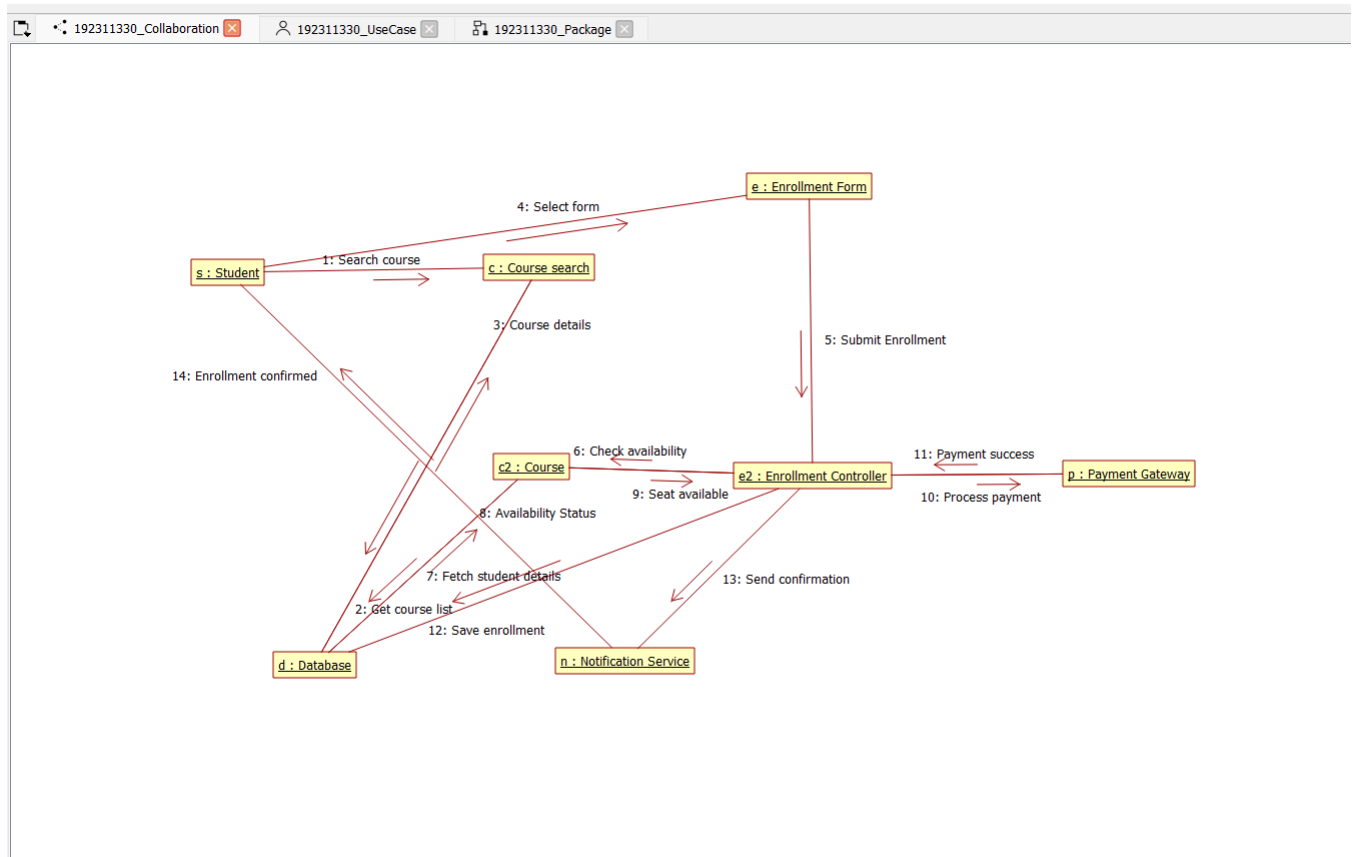 192311330_Collaboration
192311330_UseCase
192311330_Package
e : Enrollment Form
4: Select form
1: Search course
s : Student
c : Course search
3: Course details
5: Submit Enrollment
14: Enrollment confirmed
6: Check availability
11: Payment success
c2 : Course
e2 : Enrollment Controller
p : Payment Gateway
9: Seat available
10: Process payment
8: Availability Status
7: Fetch student details
13: Send confirmation
2: Get course list
12: Save enrollment
d : Database
n : Notification Service